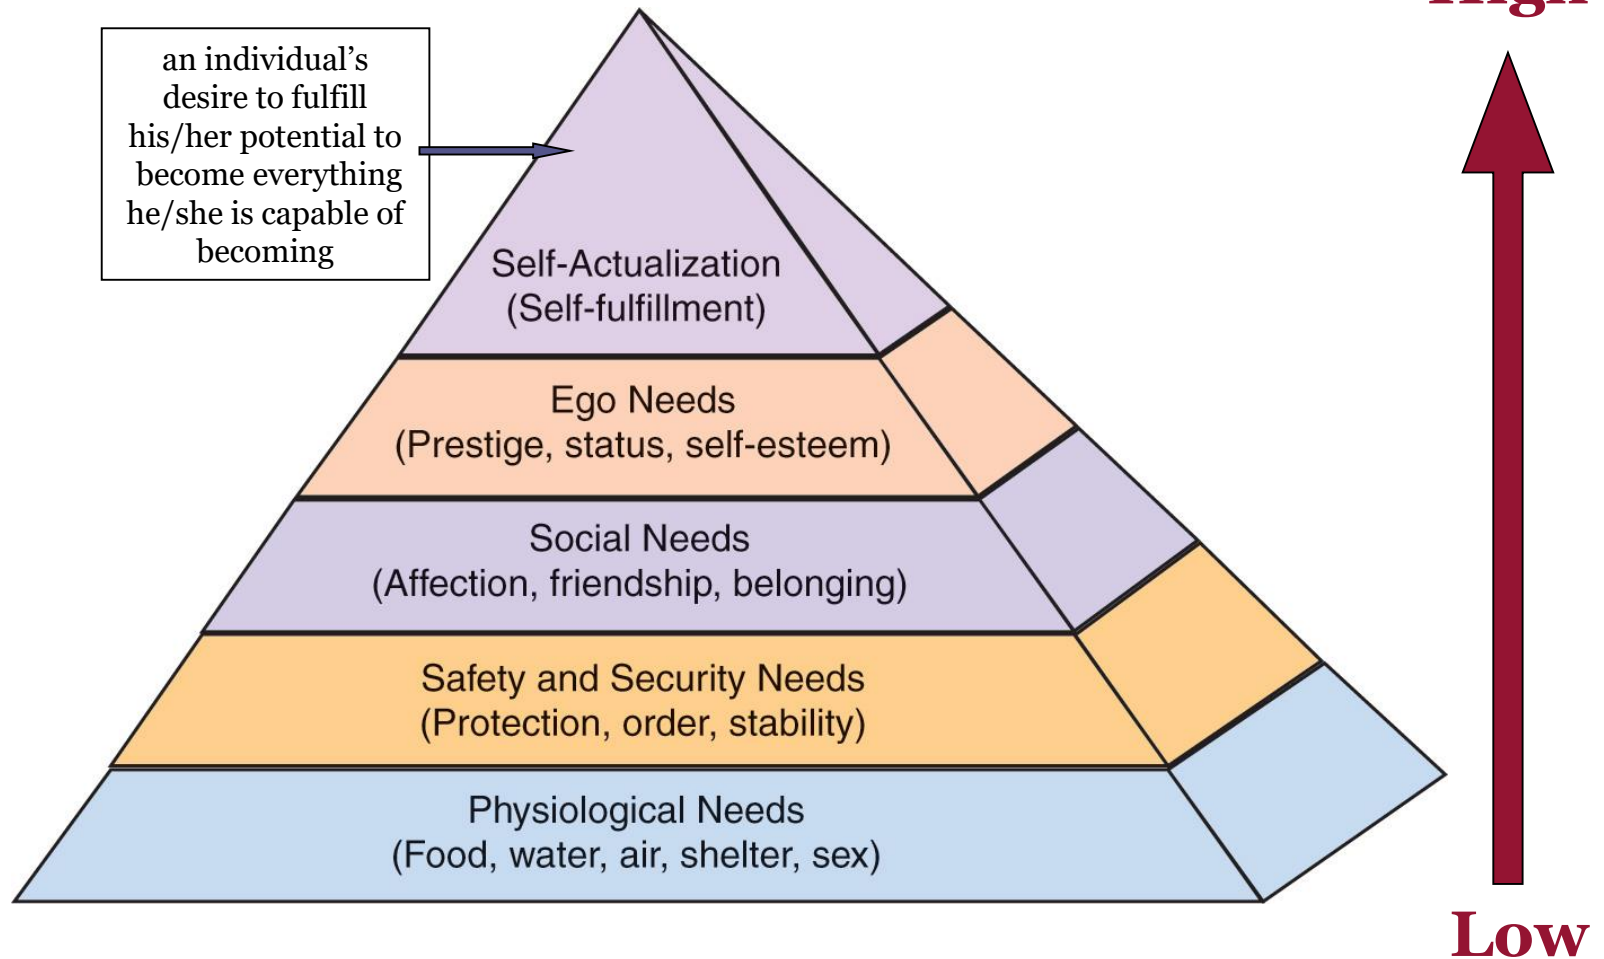 High
an individual’s
desire to fulfill
his/her potential to
become everything
he/she is capable of
becoming
Self-Actualization
(Self-fulfillment)
Ego Needs
(Prestige, status, self-esteem)
Social Needs
(Affection, friendship, belonging)
Safety and Security Needs
(Protection, order, stability)
Physiological Needs
(Food, water, air, shelter, sex)
Low